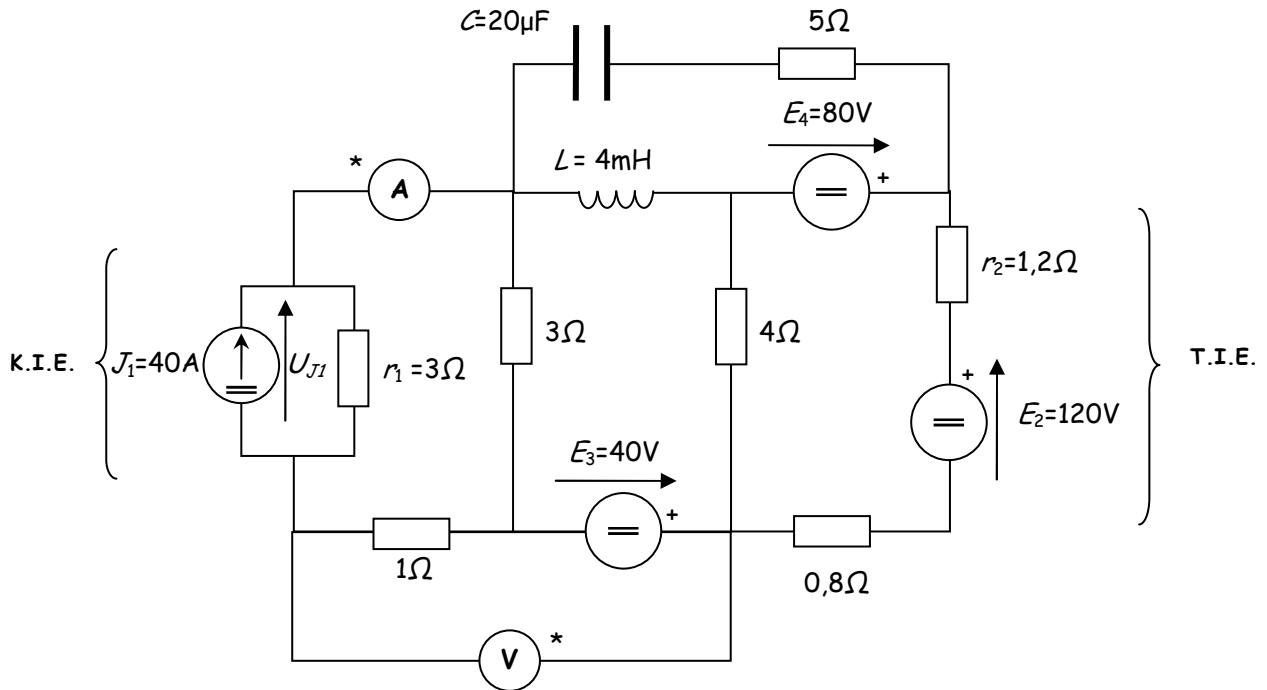 C=20µF
5Ω
E₄=80V
+
L= 4mH
*
A
r₂=1,2Ω
K.I.E.
J₁=40A
U_J1
r₁=3Ω
3Ω
4Ω
T.I.E.
+
E₂=120V
E₃=40V
+
1Ω
0,8Ω
V
*